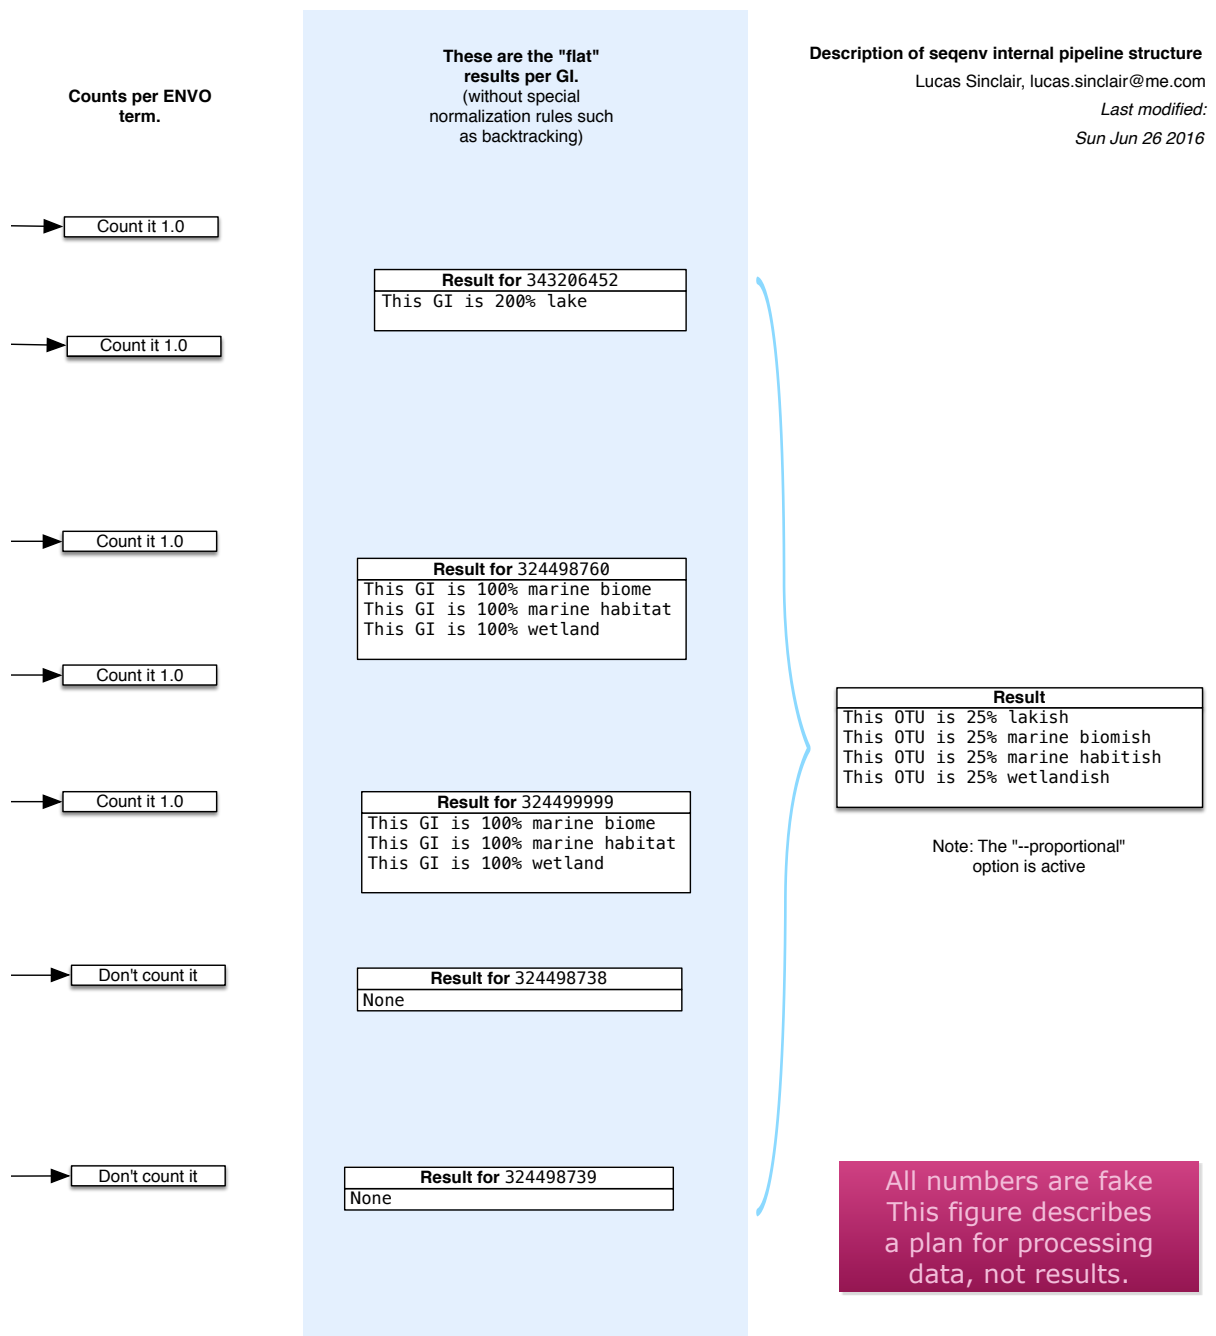 Counts per ENVO
term.
These are the "flat"
results per GI.
(without special
normalization rules such
as backtracking)
Description of seqenv internal pipeline structure
Lucas Sinclair, lucas.sinclair@me.com
Last modified:
Sun Jun 26 2016
Count it 1.0
Result for 343206452
This GI is 200% lake
Count it 1.0
Count it 1.0
Result for 324498760
This GI is 100% marine biome
This GI is 100% marine habitat
This GI is 100% wetland
Count it 1.0
Result
This OTU is 25% lakish
This OTU is 25% marine biomish
This OTU is 25% marine habitish
This OTU is 25% wetlandish
Note: The "--proportional"
option is active
Count it 1.0
Result for 324499999
This GI is 100% marine biome
This GI is 100% marine habitat
This GI is 100% wetland
Don't count it
Result for 324498738
None
Don't count it
Result for 324498739
None
All numbers are fake
This figure describes
a plan for processing
data, not results.